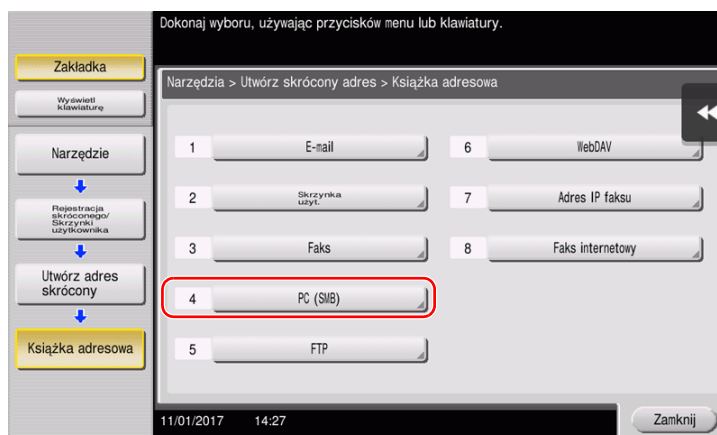 Dokonaj wyboru, używając przycisków menu lub klawiatury.
Zakładka
Wyświetl
klawiaturę
Narzędzie
Rejestracja
skróconego/
Skrzynki
użytkownika
Utwórz adres
skrócony
Książka adresowa
Narzędzia > Utwórz skrócony adres > Książka adresowa
1 E-mail
2 Skrzynka
użyt.
3 Faks
4 PC (SMB)
5 FTP
6 WebDAV
7 Adres IP faksu
8 Faks internetowy
11/01/2017 14:27
Zamknij